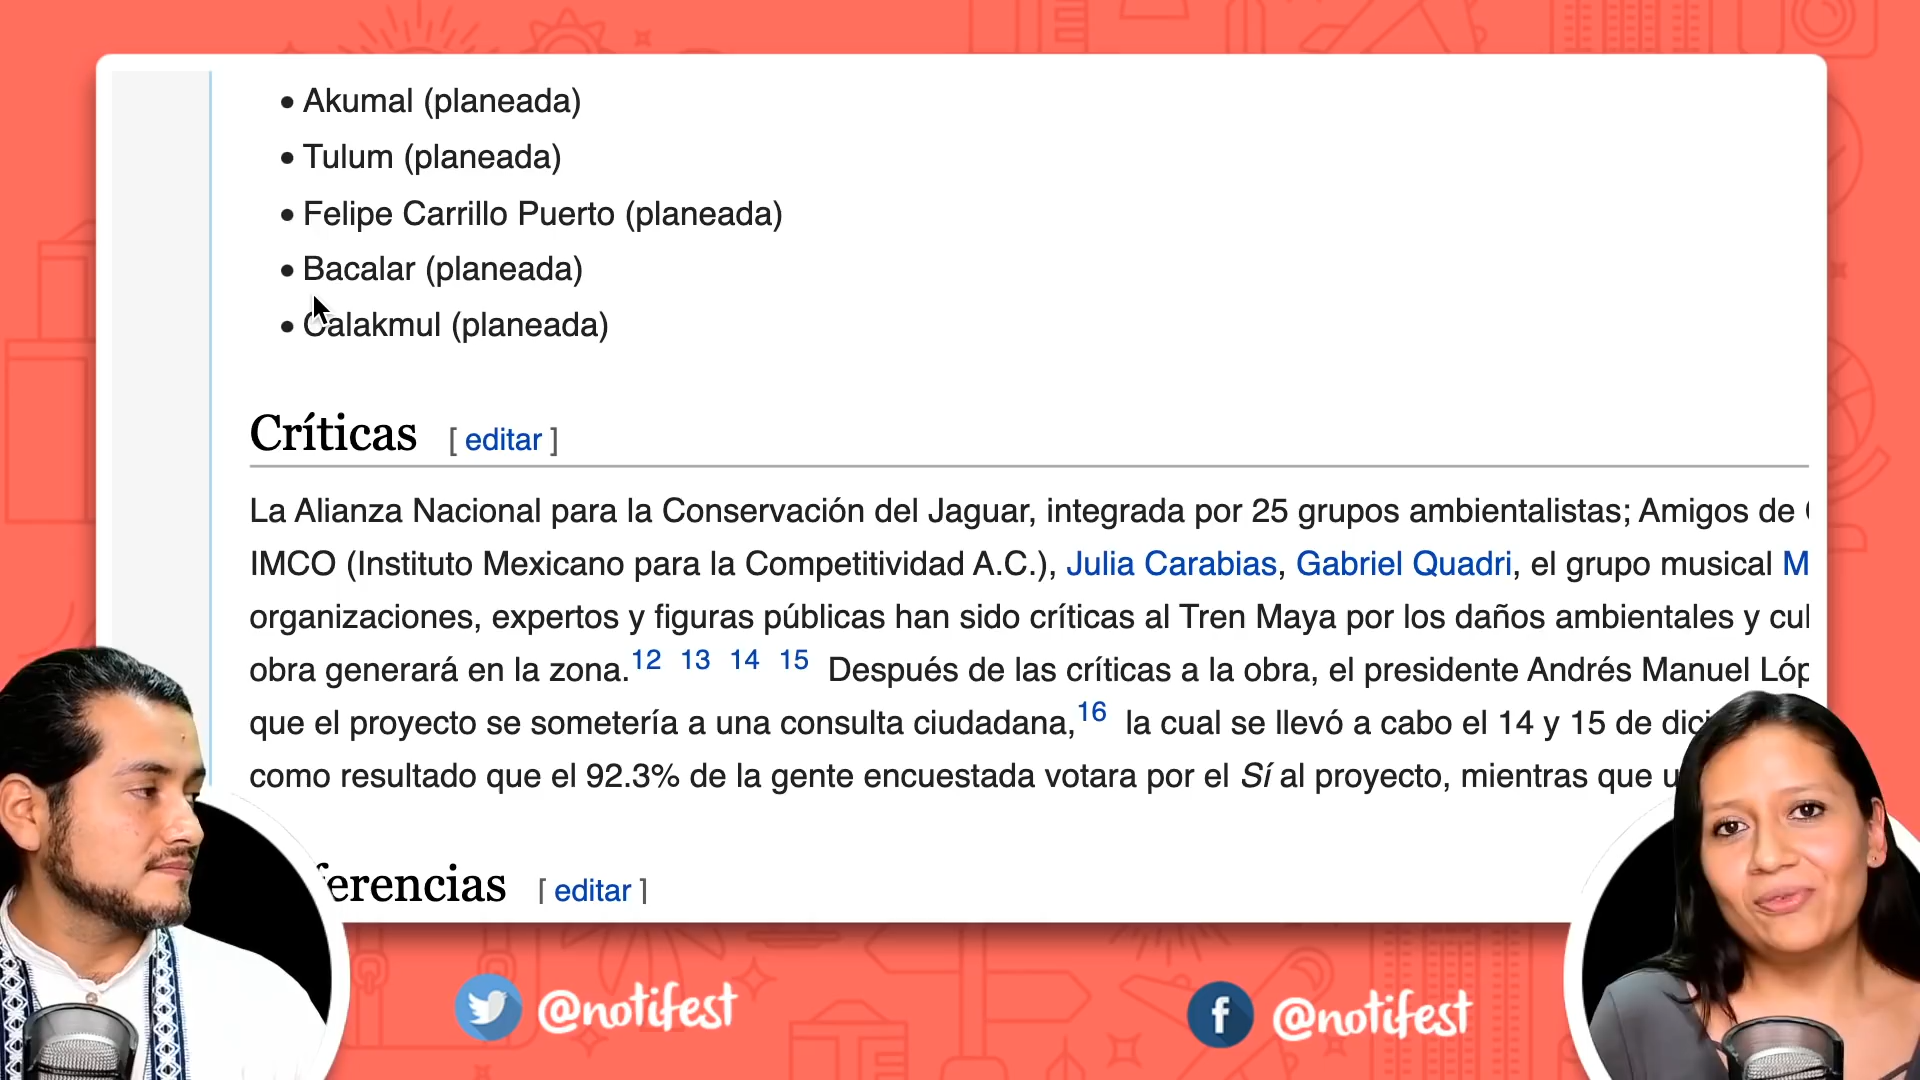 • Akumal (planeada)
• Tulum (planeada)
• Felipe Carrillo Puerto (planeada)
• Bacalar (planeada)
• Calakmul (planeada)
Críticas [ editar ]
La Alianza Nacional para la Conservación del Jaguar, integrada por 25 grupos ambientalistas; Amigos de
IMCO (Instituto Mexicano para la Competitividad A.C.), Julia Carabias, Gabriel Quadri, el grupo musical M
organizaciones, expertos y figuras públicas han sido críticas al Tren Maya por los daños ambientales y cul
obra generará en la zona.12 13 14 15 Después de las críticas a la obra, el presidente Andrés Manuel Lóp
que el proyecto se sometería a una consulta ciudadana,16 la cual se llevó a cabo el 14 y 15 de dici
como resultado que el 92.3% de la gente encuestada votara por el Sí al proyecto, mientras que u
ferencias [ editar ]
@notifest
f @notifest